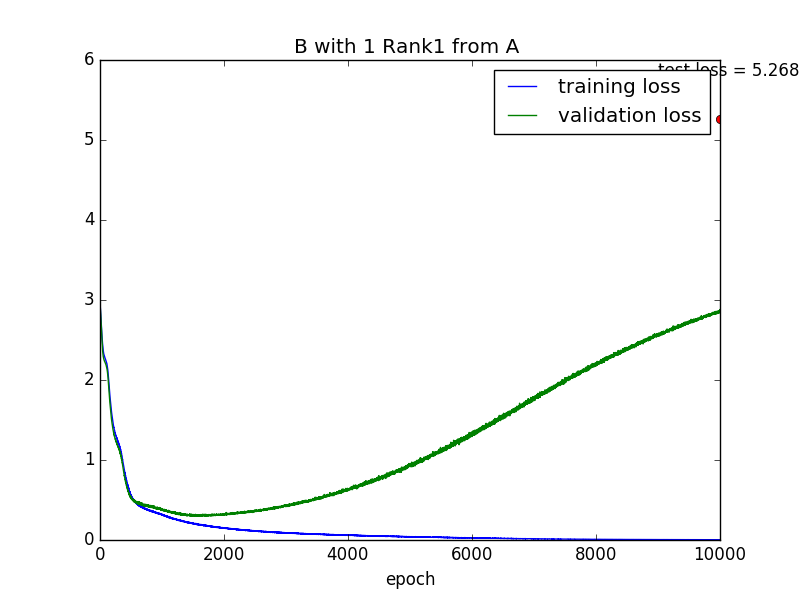 B with 1 Rank1 from A
test loss = 5.268
training loss
validation loss
6
5
4
3
2
1
0
0 2000 4000 6000 8000 10000
epoch